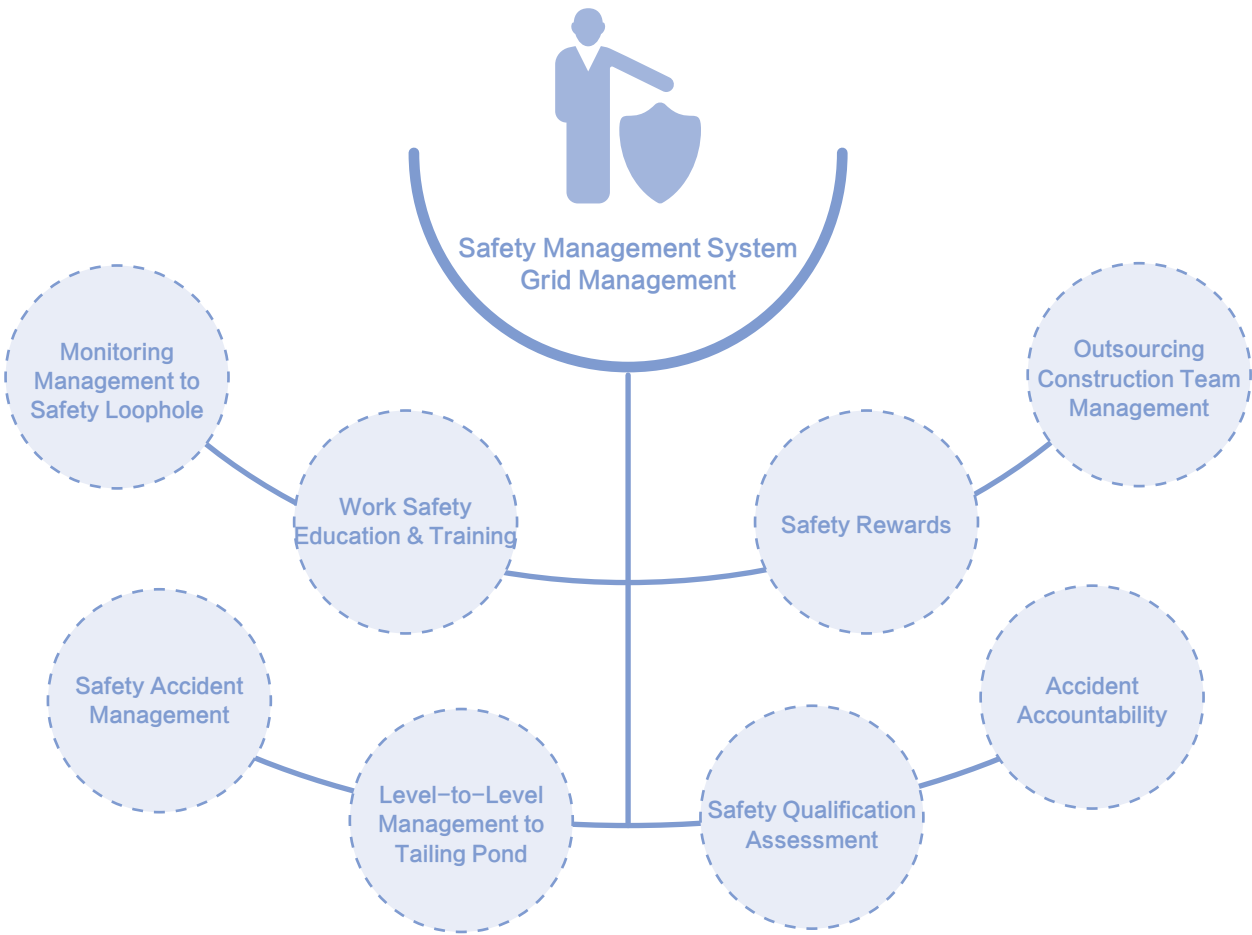 Safety Management System
Grid Management
Monitoring
Management to
Safety Loophole
Work Safety
Education & Training
Safety Rewards
Outsourcing
Construction Team
Management
Safety Accident
Management
Level-to-Level
Management to
Tailing Pond
Safety Qualification
Assessment
Accident
Accountability